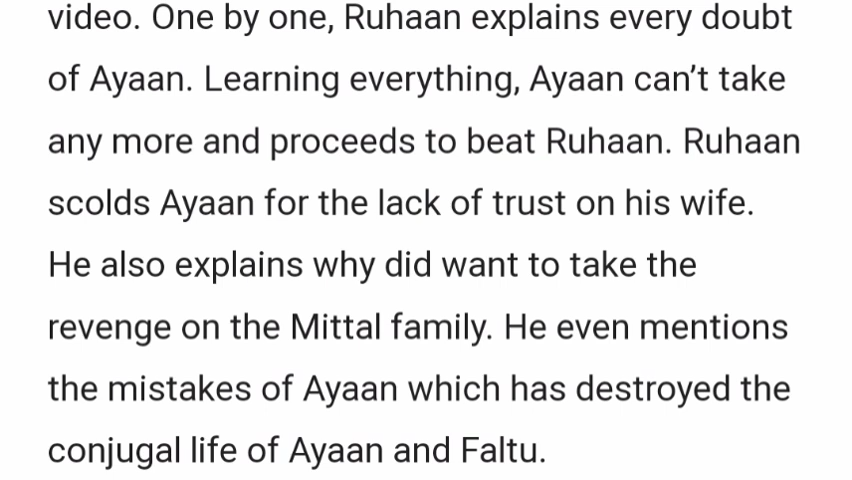 video. One by one, Ruhaan explains every doubt
of Ayaan. Learning everything, Ayaan can’t take
any more and proceeds to beat Ruhaan. Ruhaan
scolds Ayaan for the lack of trust on his wife.
He also explains why did want to take the
revenge on the Mittal family. He even mentions
the mistakes of Ayaan which has destroyed the
conjugal life of Ayaan and Faltu.